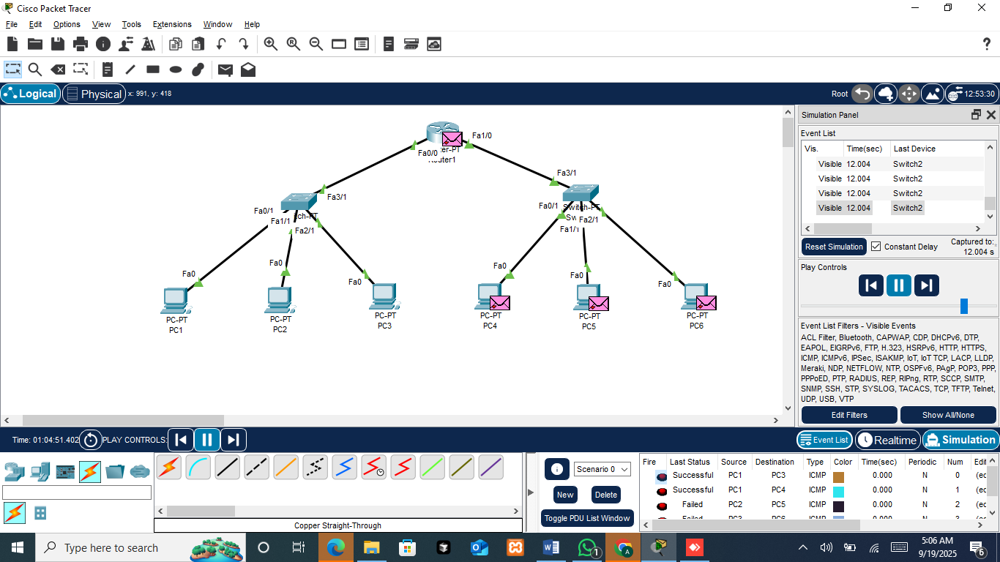 Cisco Packet Tracer
File Edit Options View Tools Extensions Window Help
Logical Physical x: 991, y: 418 Root 12:53:30
Simulation Panel
Event List
Vis. Time(sec) Last Device
Visible 12.004 Switch2
Visible 12.004 Switch2
Visible 12.004 Switch2
Visible 12.004 Switch2
Reset Simulation Constant Delay Captured to:
12.004 s
Play Controls
Event List Filters - Visible Events
ACL Filter, Bluetooth, CAPWAP, CDP, DHCPv6, DTP,
EAPOL, EIGRPv6, FTP, H.323, HSRPv6, HTTP, HTTPS,
ICMP, ICMPv6, IPSec, ISAKMP, IoT, IoT TCP, LACP, LLDP,
Meraki, NDP, NETFLOW, NTP, OSPFv6, PAgP, POP3, PPP,
PPPoED, PTP, RADIUS, REP, RIPng, RTP, SCCP, SMTP,
SNMP, SSH, STP, SYSLOG, TACACS, TCP, TFTP, Telnet,
UDP, USB, VTP
Edit Filters Show All/None
Fa1/0
Fa0/0 er-PT
outer1
Fa3/1
Fa3/1
Fa0/1
tch-PT
Fa1/1
Fa2/1
Fa0/1
witch-PT
Sw
Fa2/1
Fa1/1
Fa0
Fa0
Fa0
Fa0
Fa0
Fa0
PC-PT
PC1
PC-PT
PC2
PC-PT
PC3
PC-PT
PC4
PC-PT
PC5
PC-PT
PC6
Time: 01:04:51.402 PLAY CONTROLS: Event List Realtime Simulation
Scenario 0
New Delete
Toggle PDU List Window
Copper Straight-Through
Fire Last Status Source Destination Type Color Time(sec) Periodic Num Edit
Successful PC1 PC3 ICMP 0.000 N 0 (ec
Successful PC1 PC4 ICMP 0.000 N 1 (ec
Failed PC2 PC5 ICMP 0.000 N 2 (ec
Failed PC3 PC6 ICMP 0.000 N 3 (ec
Type here to search
1
5:06 AM
9/19/2025
6